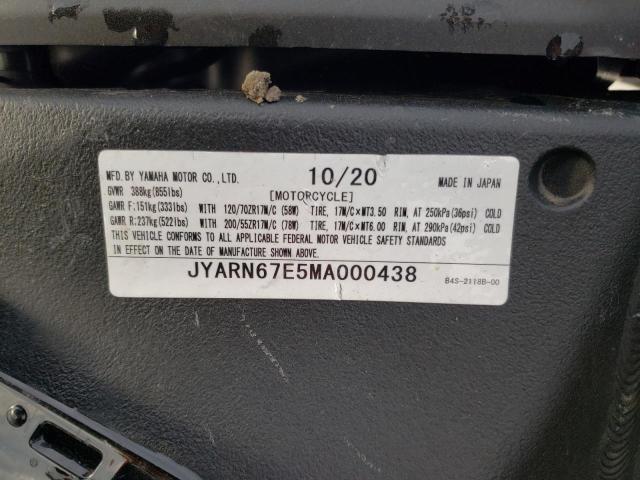 MFD. BY YAMAHA MOTOR CO.,LTD. 10/20 MADE IN JAPAN
GVWR 388kg(855lbs) [MOTORCYCLE]
GAWR F:151kg(333lbs) WITH 120/70ZR17M/C (58W) TIRE, 17M/C×MT3.50 RIM, AT 250kPa(36psi) COLD
GAWR R:237kg(522lbs) WITH 200/55ZR17M/C (78W) TIRE, 17M/C×MT6.00 RIM, AT 290kPa(42psi) COLD
THIS VEHICLE CONFORMS TO ALL APPLICABLE FEDERAL MOTOR VEHICLE SAFETY STANDARDS
IN EFFECT ON THE DATE OF MANUFACTURE SHOWN ABOVE.
JYARN67E5MA000438
B4S-2118B-00